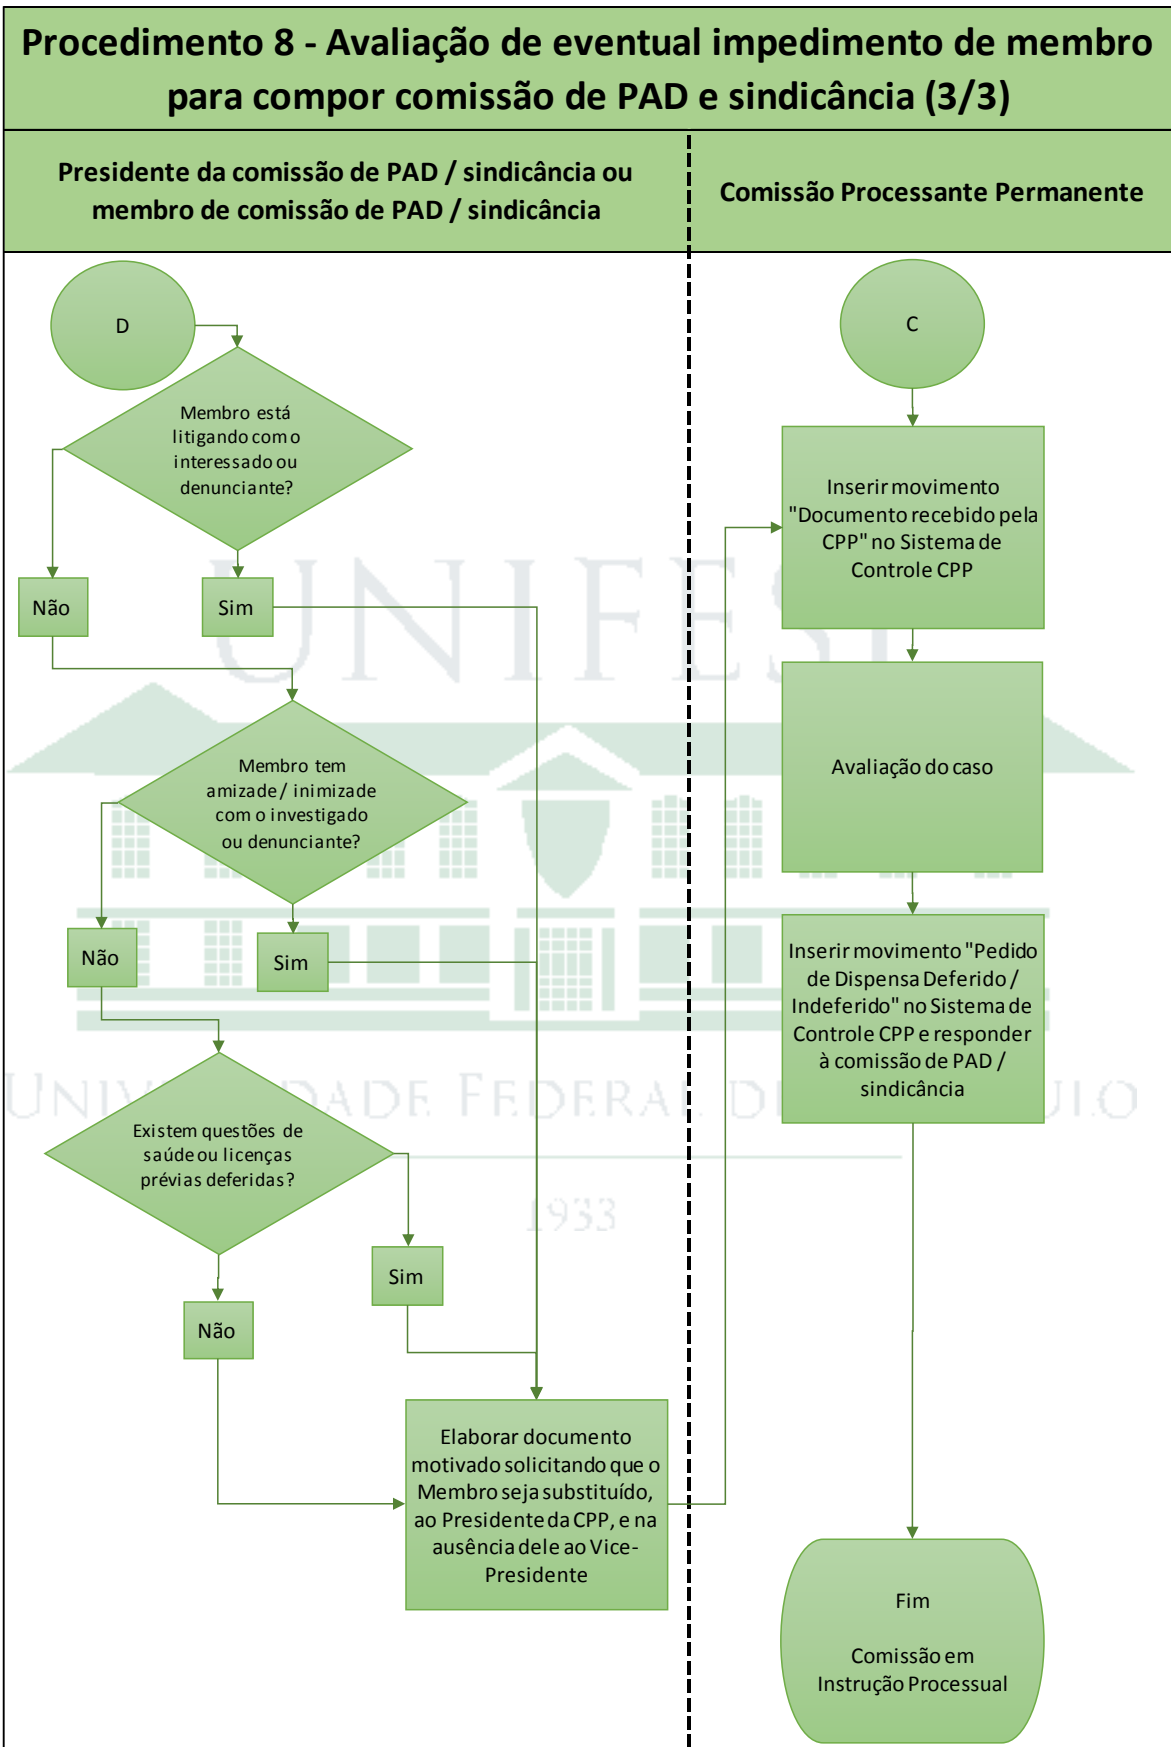 Procedimento 8 - Avaliação de eventual impedimento de membro
para compor comissão de PAD e sindicância (3/3)
Presidente da comissão de PAD / sindicância ou
membro de comissão de PAD / sindicância
Comissão Processante Permanente
D
Membro está
litigando com o
interessado ou
denunciante?
Não
Sim
Membro tem
amizade / inimizade
com o investigado
ou denunciante?
Não
Sim
Existem questões de
saúde ou licenças
prévias deferidas?
Sim
Não
Elaborar documento
motivado solicitando que o
Membro seja substituído,
ao Presidente da CPP, e na
ausência dele ao Vice-
Presidente
C
Inserir movimento
"Documento recebido pela
CPP" no Sistema de
Controle CPP
Avaliação do caso
Inserir movimento "Pedido
de Dispensa Deferido /
Indeferido" no Sistema de
Controle CPP e responder
à comissão de PAD /
sindicância
Fim
Comissão em
Instrução Processual
1933